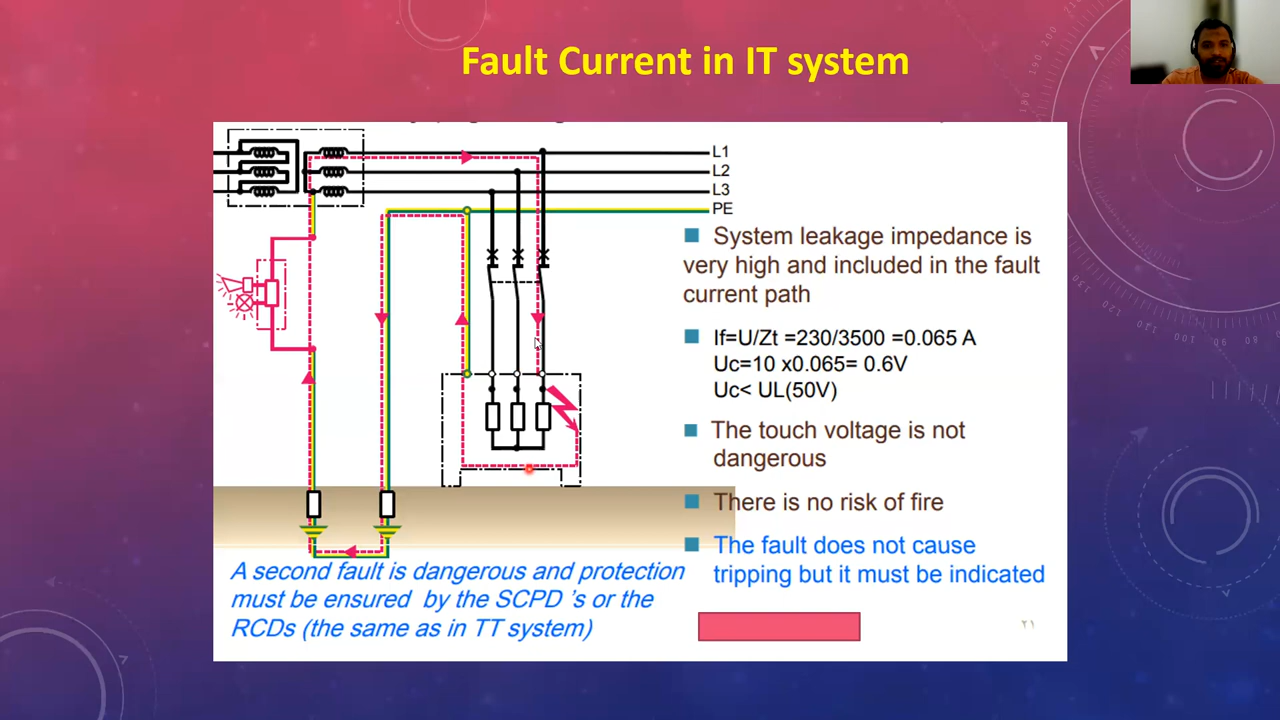 Fault Current in IT system
L1
L2
L3
PE
System leakage impedance is
very high and included in the fault
current path
If=U/Zt =230/3500 =0.065 A
Uc=10 x0.065= 0.6V
Uc< UL(50V)
The touch voltage is not
dangerous
There is no risk of fire
The fault does not cause
tripping but it must be indicated
A second fault is dangerous and protection
must be ensured by the SCPD 's or the
RCDs (the same as in TT system)
٢١